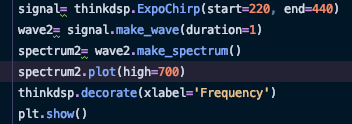 signal= thinkdsp.ExpoChirp(start=220, end=440)
wave2= signal.make_wave(duration=1)
spectrum2= wave2.make_spectrum()
spectrum2.plot(high=700)
thinkdsp.decorate(xlabel='Frequency')
plt.show()